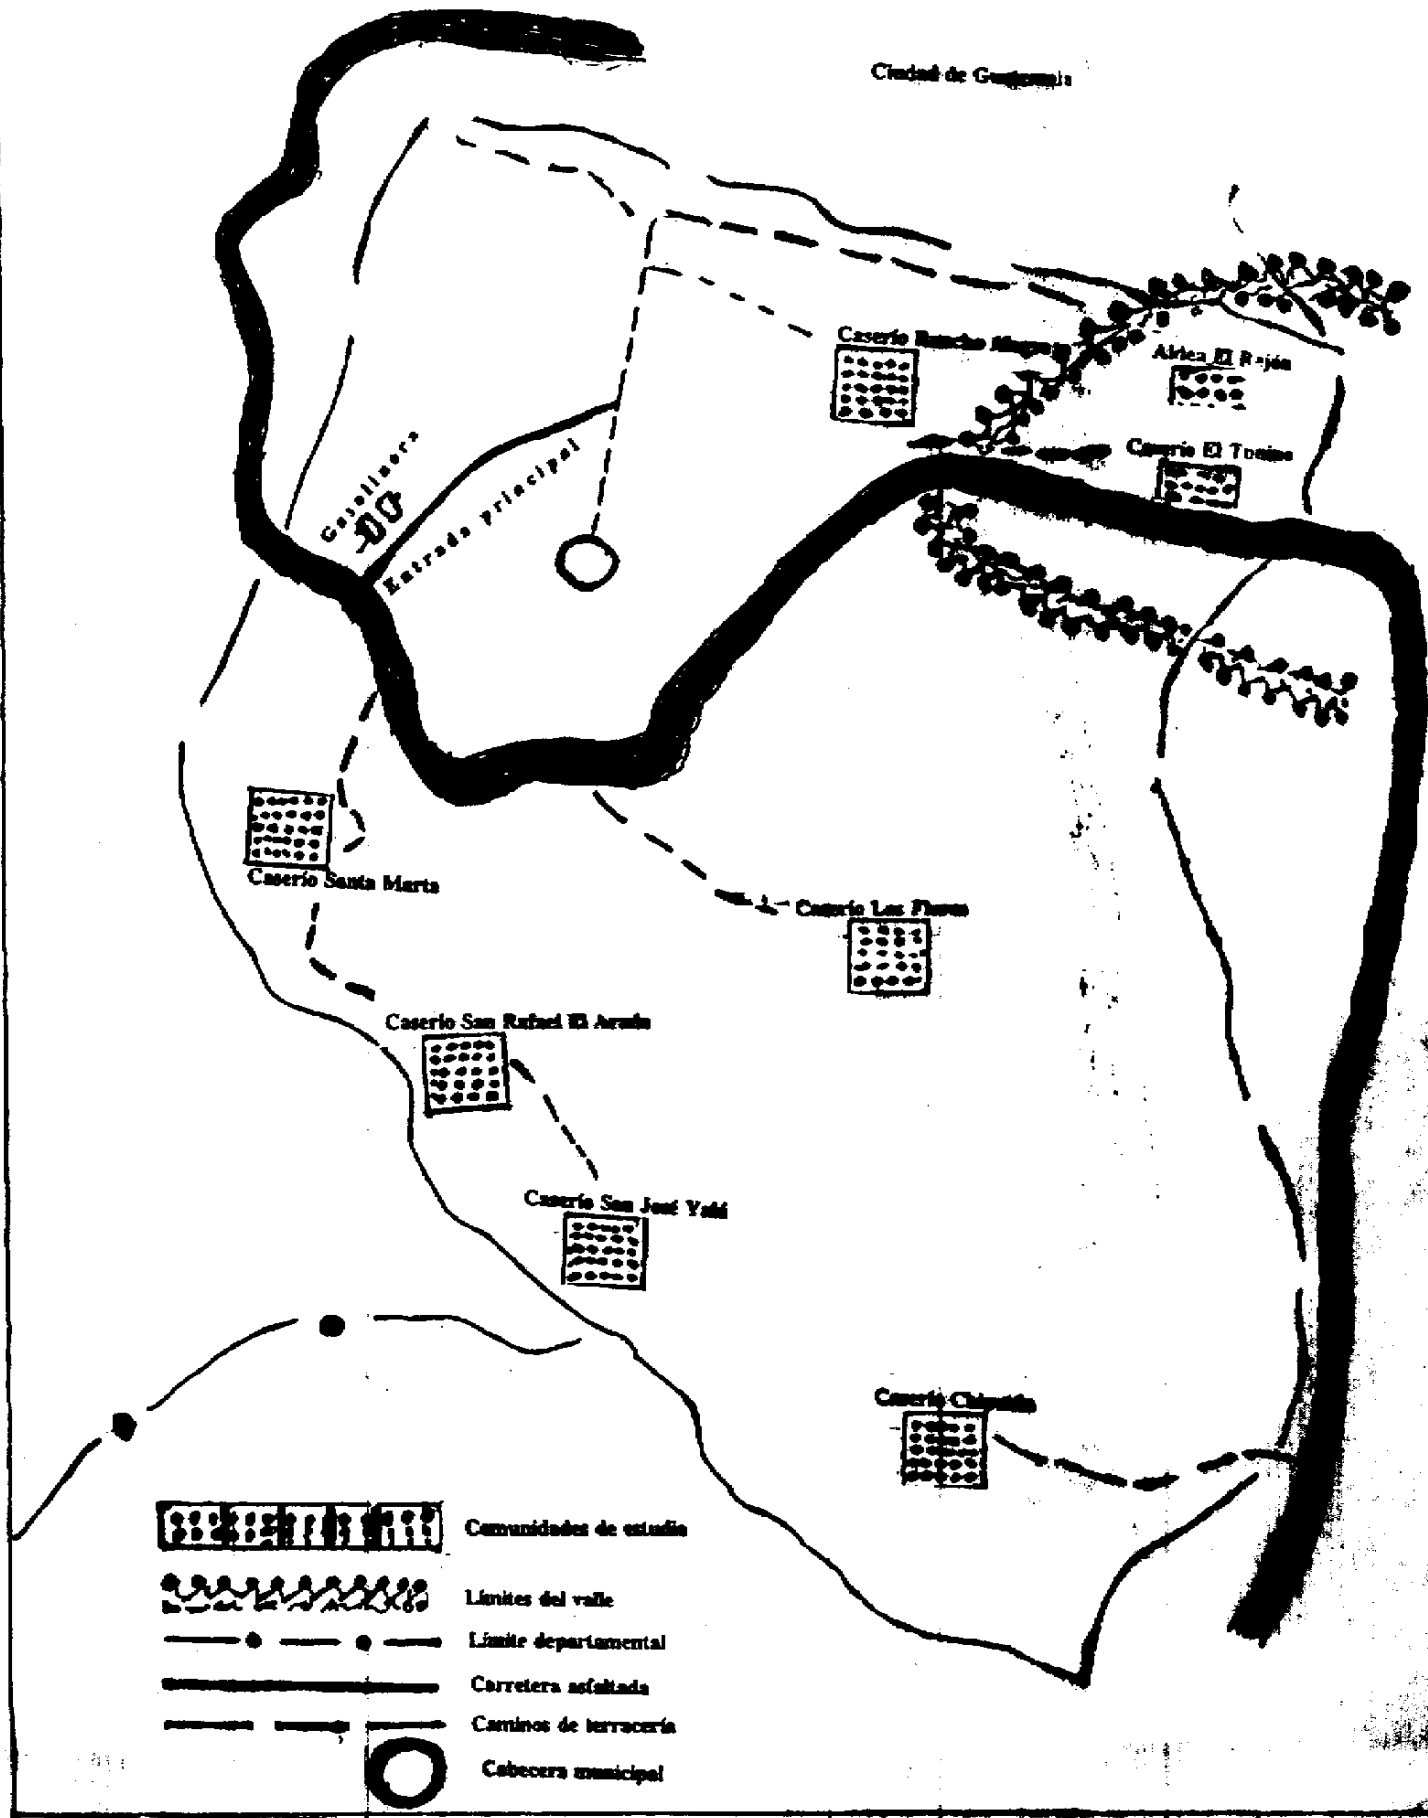 Ciudad de Guatemala
Caserío Rancho Alegre
Aldea El Rejón
Caserío El Tunino
Gasolinera
Entrada principal
Caserío Santa Marta
Caserío Las Flores
Caserío San Rafael El Arado
Caserío San José Yalú
Caserío
Comunidades de estudio
Límites del valle
Límite departamental
Carretera asfaltada
Caminos de terracería
Cabecera municipal